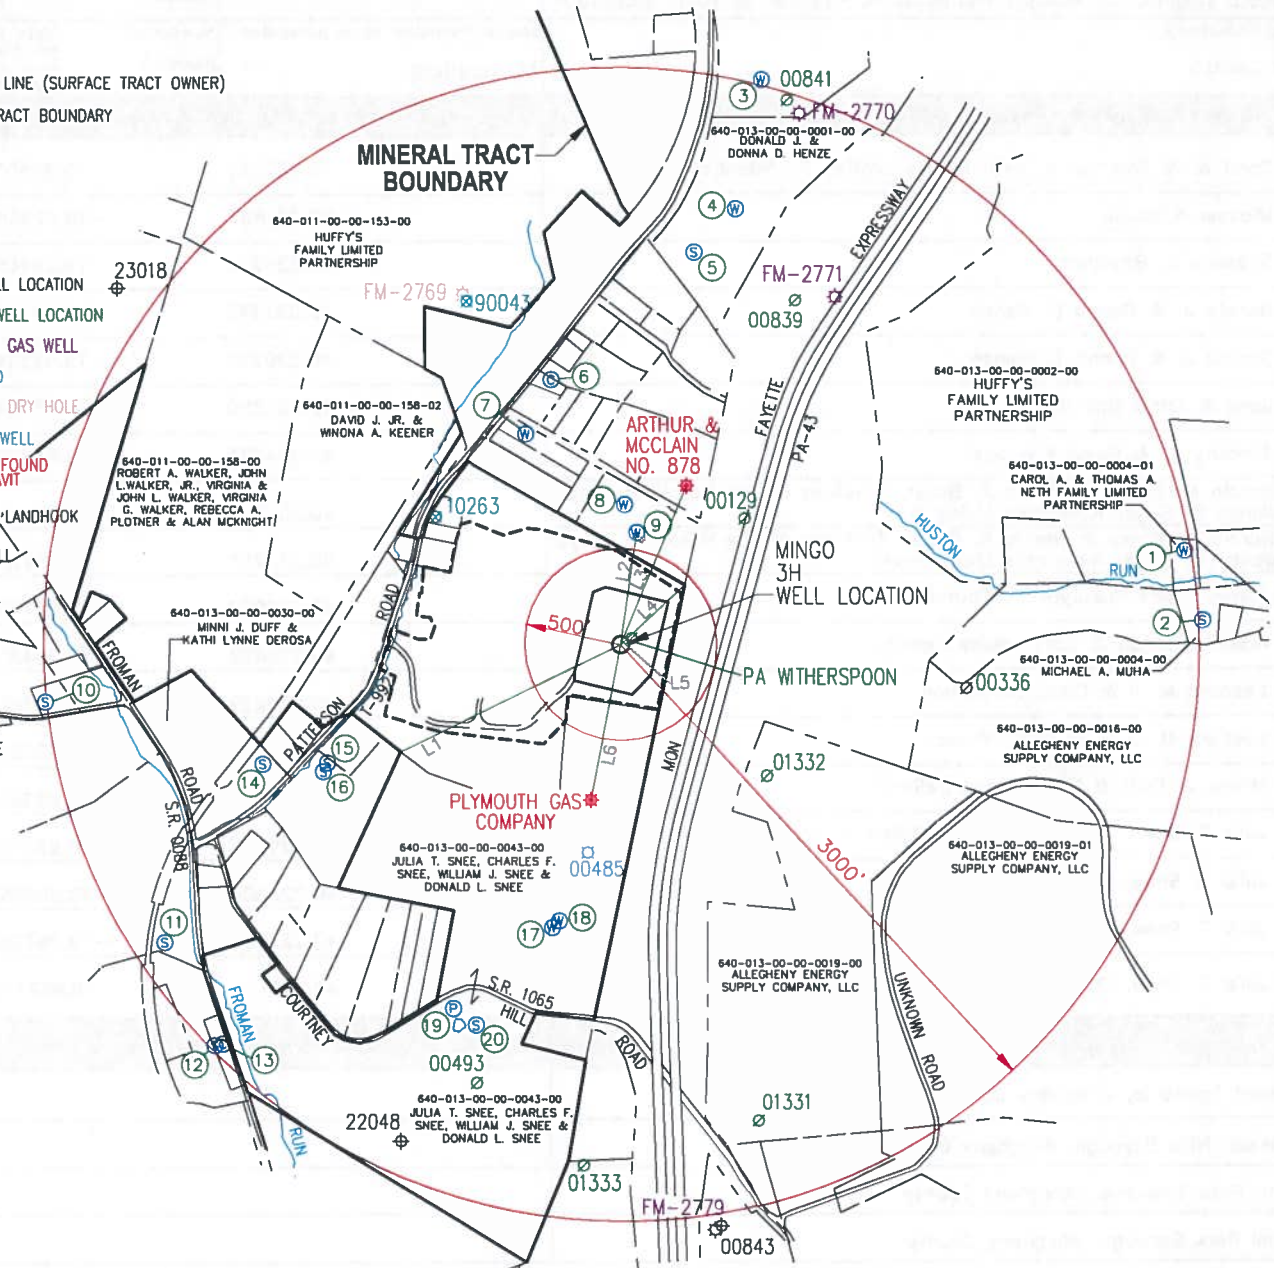 LINE (SURFACE TRACT OWNER)
RACT BOUNDARY
MINERAL TRACT
BOUNDARY
3
00841
FM-2770
640-013-00-00-0001-00
DONALD J. &
DONNA D. HENZE
4
5
640-011-00-00-153-00
HUFFY'S
FAMILY LIMITED
PARTNERSHIP
23018
LL LOCATION
WELL LOCATION
GAS WELL
DRY HOLE
WELL
FOUND
VIT
LANDHOOK
FM-2769
90043
FM-2771
00839
FAYETTE
EXPRESSWAY
PA-43
MON
640-013-00-00-0002-00
HUFFY'S
FAMILY LIMITED
PARTNERSHIP
6
7
640-011-00-00-158-02
DAVID J. JR. &
WINONA A. KEENER
640-011-00-00-158-00
ROBERT A. WALKER, JOHN
L.WALKER, JR., VIRGINIA &
JOHN L. WALKER, VIRGINIA
G. WALKER, REBECCA A.
PLOTNER & ALAN MCKNIGHT
ARTHUR &
MCCLAIN
NO. 878
10263
8
9
00129
640-013-00-00-0004-01
CAROL A. & THOMAS A.
NETH FAMILY LIMITED
PARTNERSHIP
HUSTON
RUN
1
2
MINGO
3H
WELL LOCATION
L2
L3
L4
500'
PA WITHERSPOON
L5
L6
L1
640-013-00-00-0004-00
MICHAEL A. MUHA
00336
640-013-00-00-0030-00
MINNI J. DUFF &
KATHI LYNNE DEROSA
FROMAN
ROAD
S.R. 0088
PATTERSON
ROAD
T-992
10
14
15
16
640-013-00-00-0016-00
ALLEGHENY ENERGY
SUPPLY COMPANY, LLC
01332
PLYMOUTH GAS
COMPANY
640-013-00-00-0043-00
JULIA T. SNEE, CHARLES F.
SNEE, WILLIAM J. SNEE &
DONALD L. SNEE
00485
3000'
640-013-00-00-0019-01
ALLEGHENY ENERGY
SUPPLY COMPANY, LLC
11
17
18
640-013-00-00-0019-00
ALLEGHENY ENERGY
SUPPLY COMPANY, LLC
UNKNOWN ROAD
COURTNEY
HILL
ROAD
S.R. 1065
FROMAN
RUN
12
13
19
20
00493
640-013-00-00-0043-00
JULIA T. SNEE, CHARLES F.
SNEE, WILLIAM J. SNEE &
DONALD L. SNEE
22048
01331
01333
FM-2779
00843